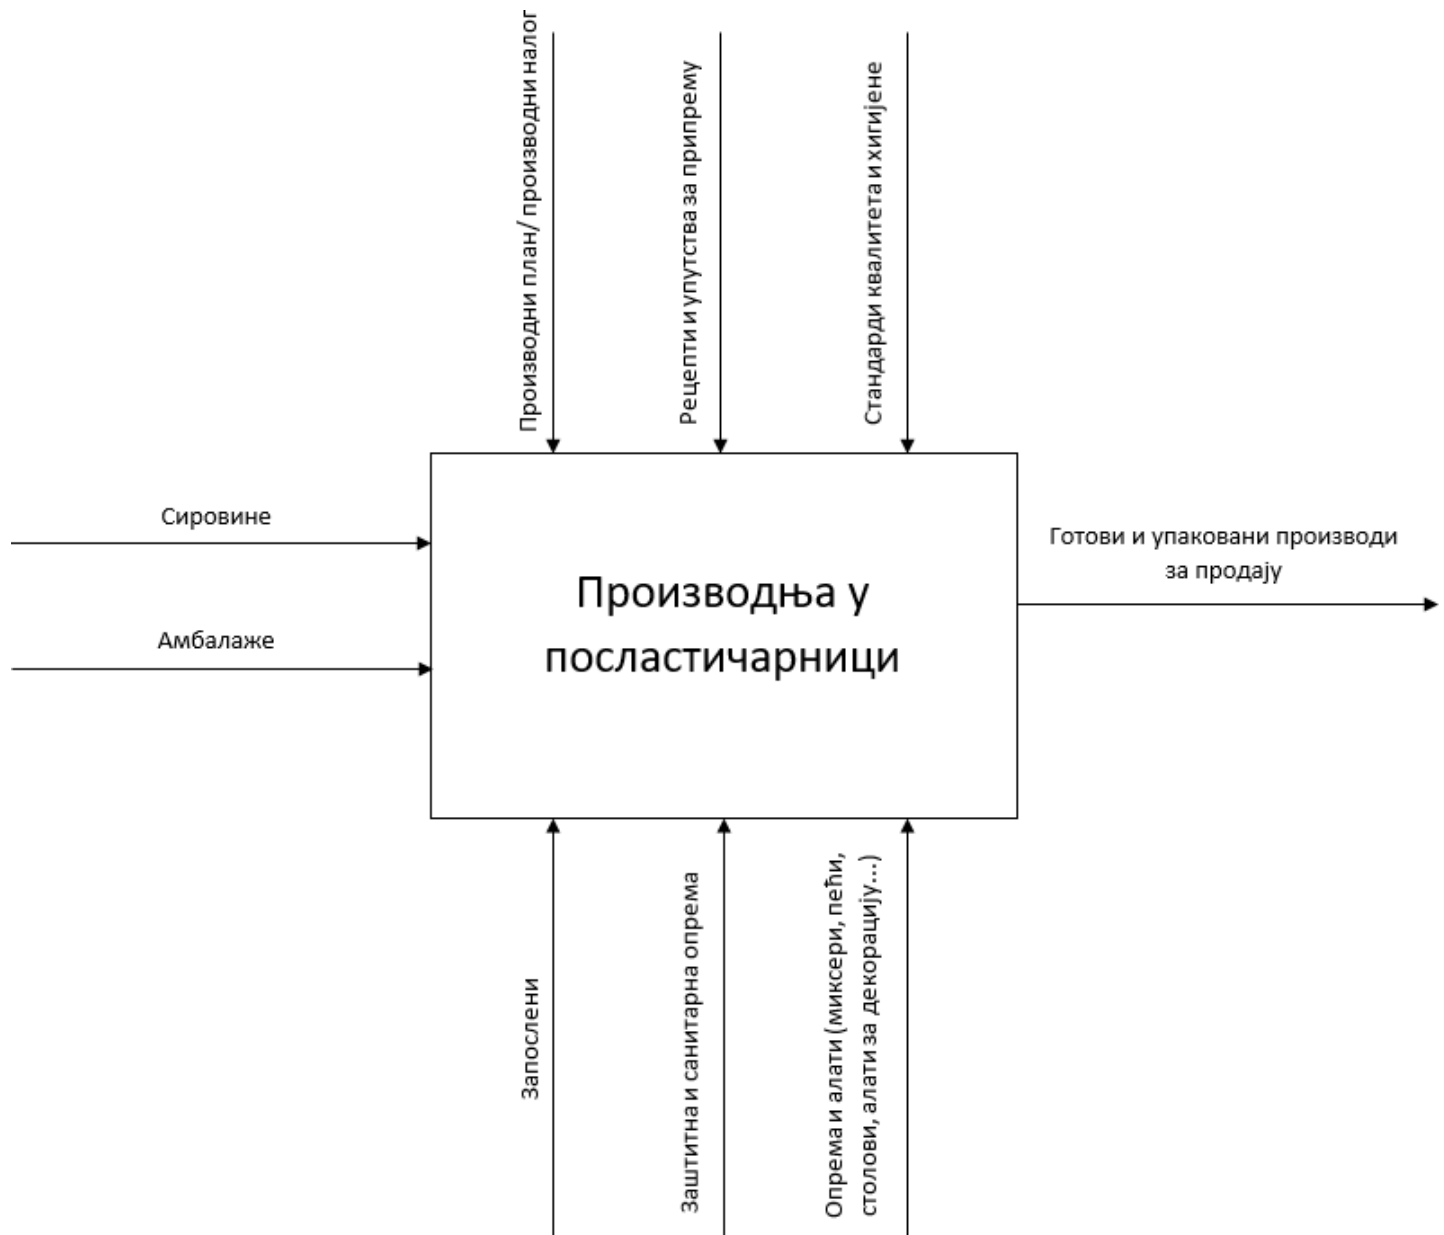 Производни план/ производни налог
Рецепти и упутства за припрему
Стандарди квалитета и хигијене
Сировине
Амбалаже
Производња у
посластичарници
Готови и упаковани производи
за продају
Запослени
Заштитна и санитарна опрема
Опрема и алати (миксери, пећи,
столови, алати за декорацију...)